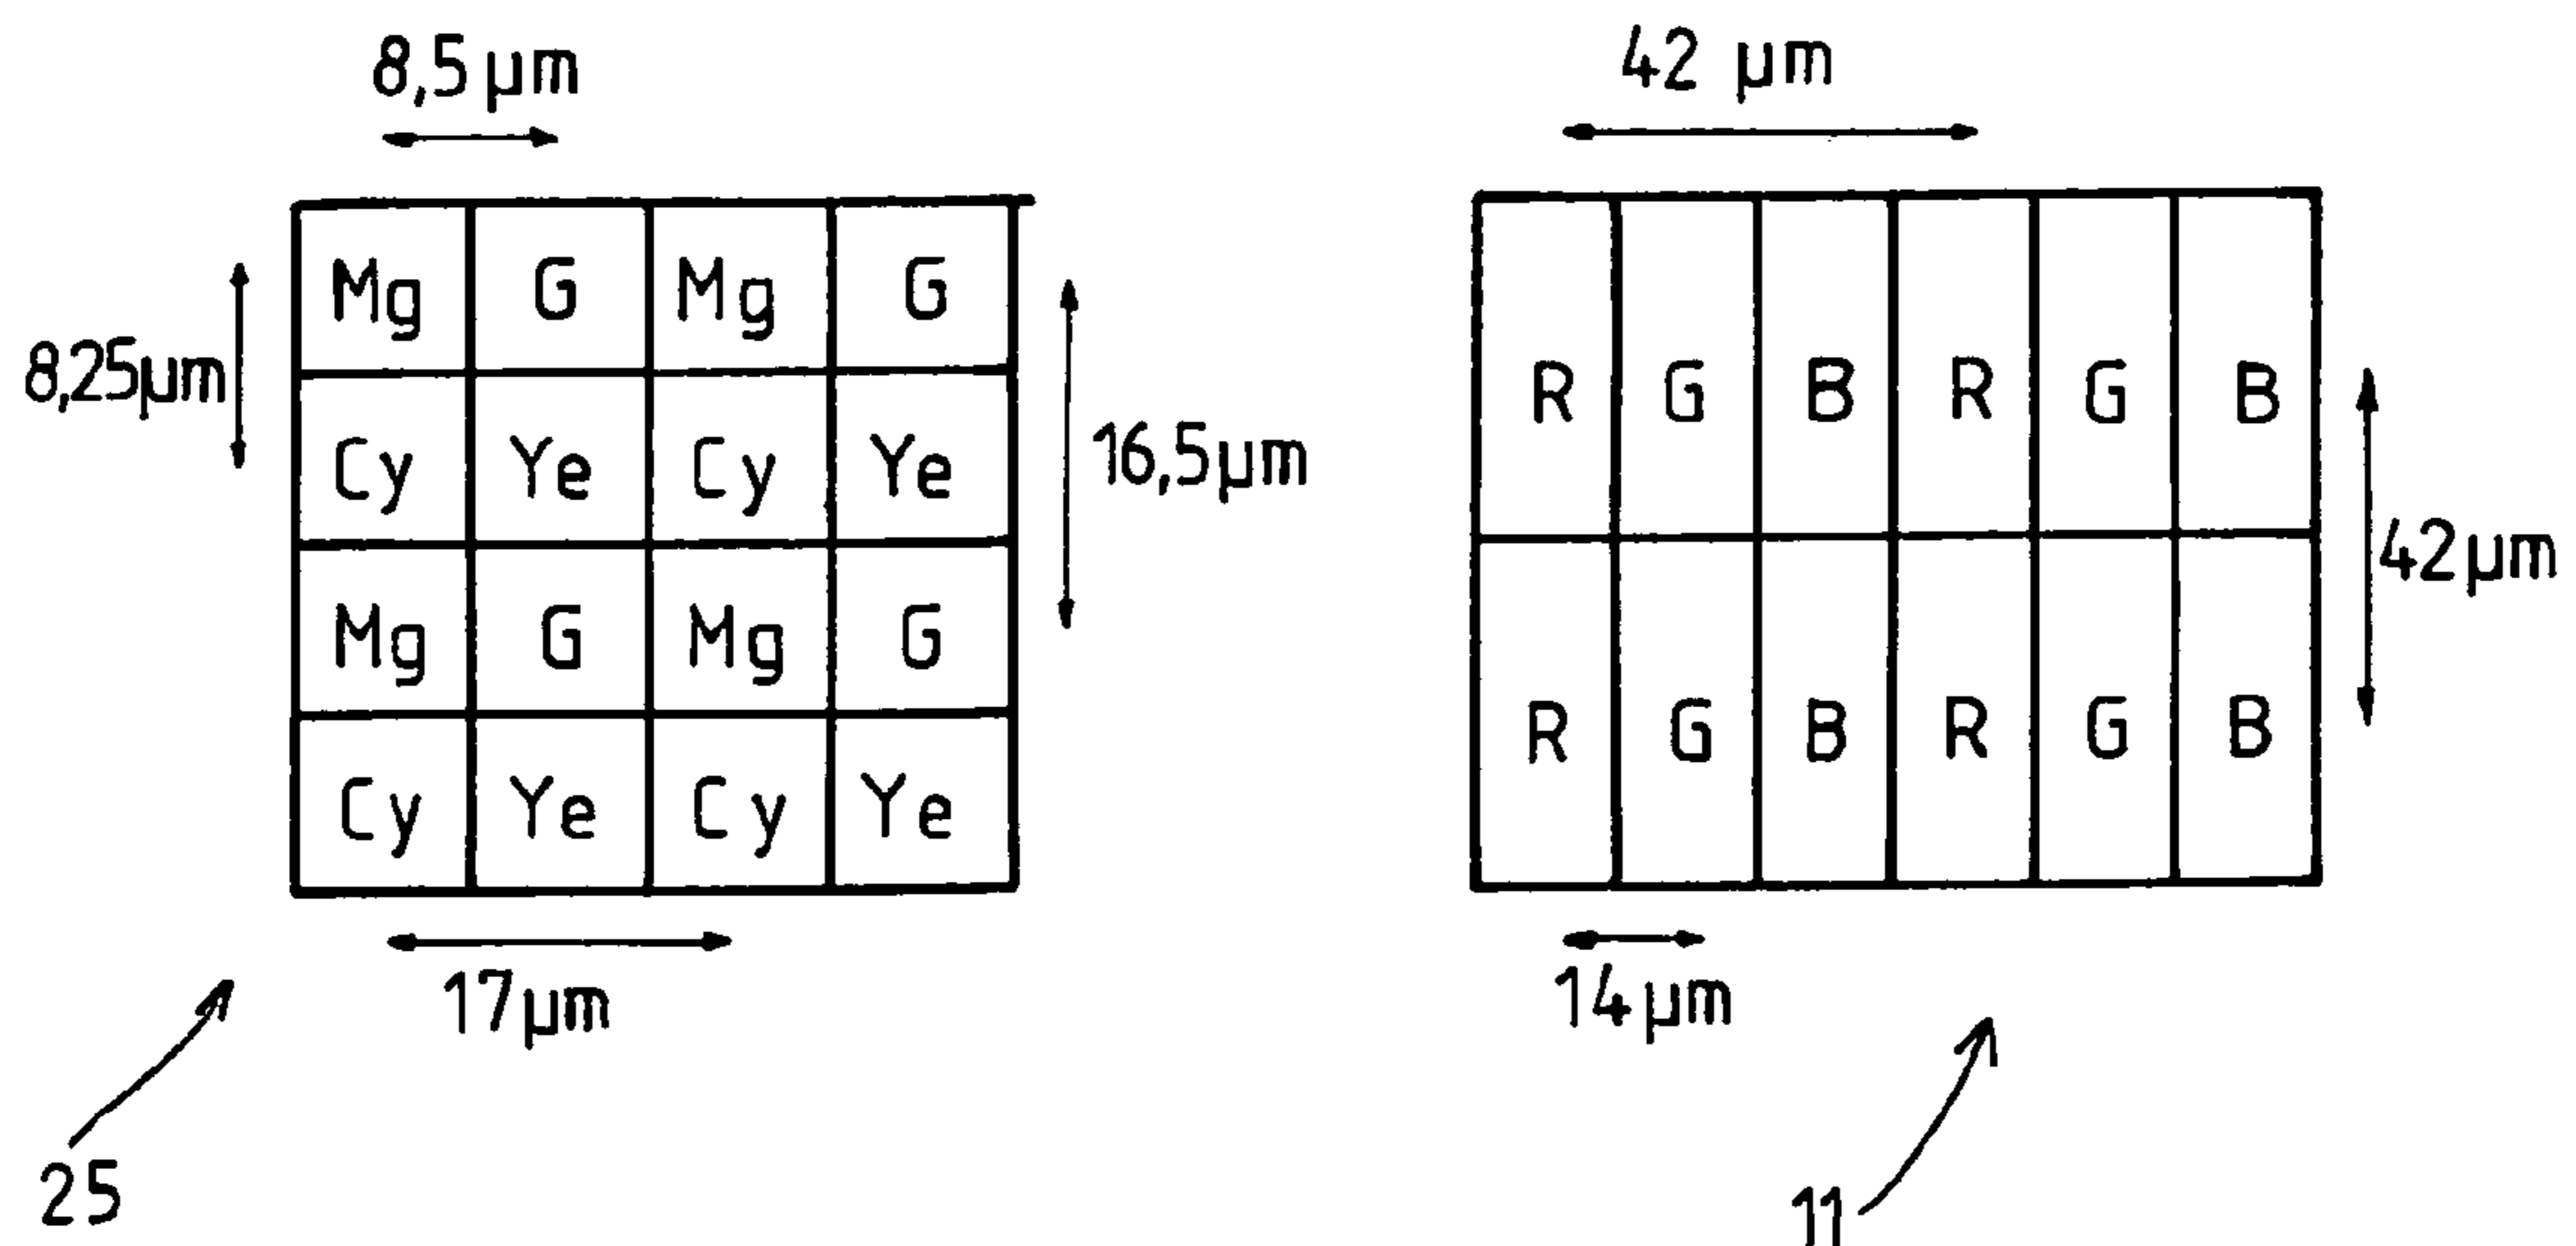 8,5 µm
Mg G Mg G
8,25µm
Cy Ye Cy Ye
16,5µm
Mg G Mg G
Cy Ye Cy Ye
17µm
25
42 µm
R G B R G B
42µm
R G B R G B
14µm
11